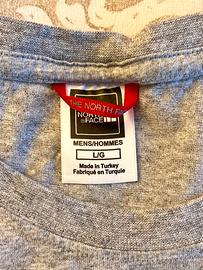 THE NORTH FA
NORTH
FACE
MENS/HOMMES
L/G
Made in Turkey
Fabriqué en Turquie